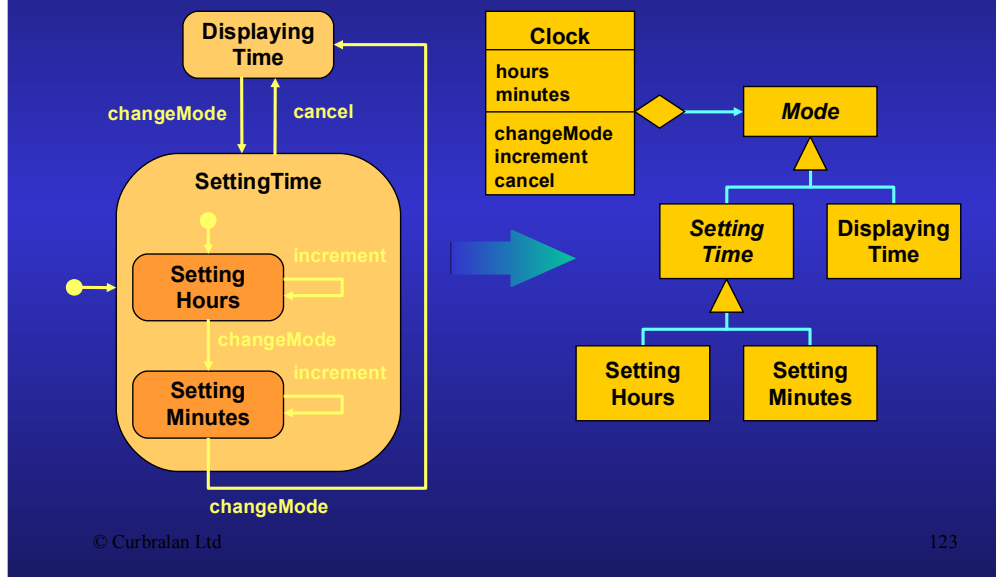 Displaying
Time
changeMode
cancel
SettingTime
Setting
Hours
increment
changeMode
Setting
Minutes
increment
changeMode
Clock
hours
minutes
changeMode
increment
cancel
Mode
Setting
Time
Displaying
Time
Setting
Hours
Setting
Minutes
© Curbralan Ltd
123